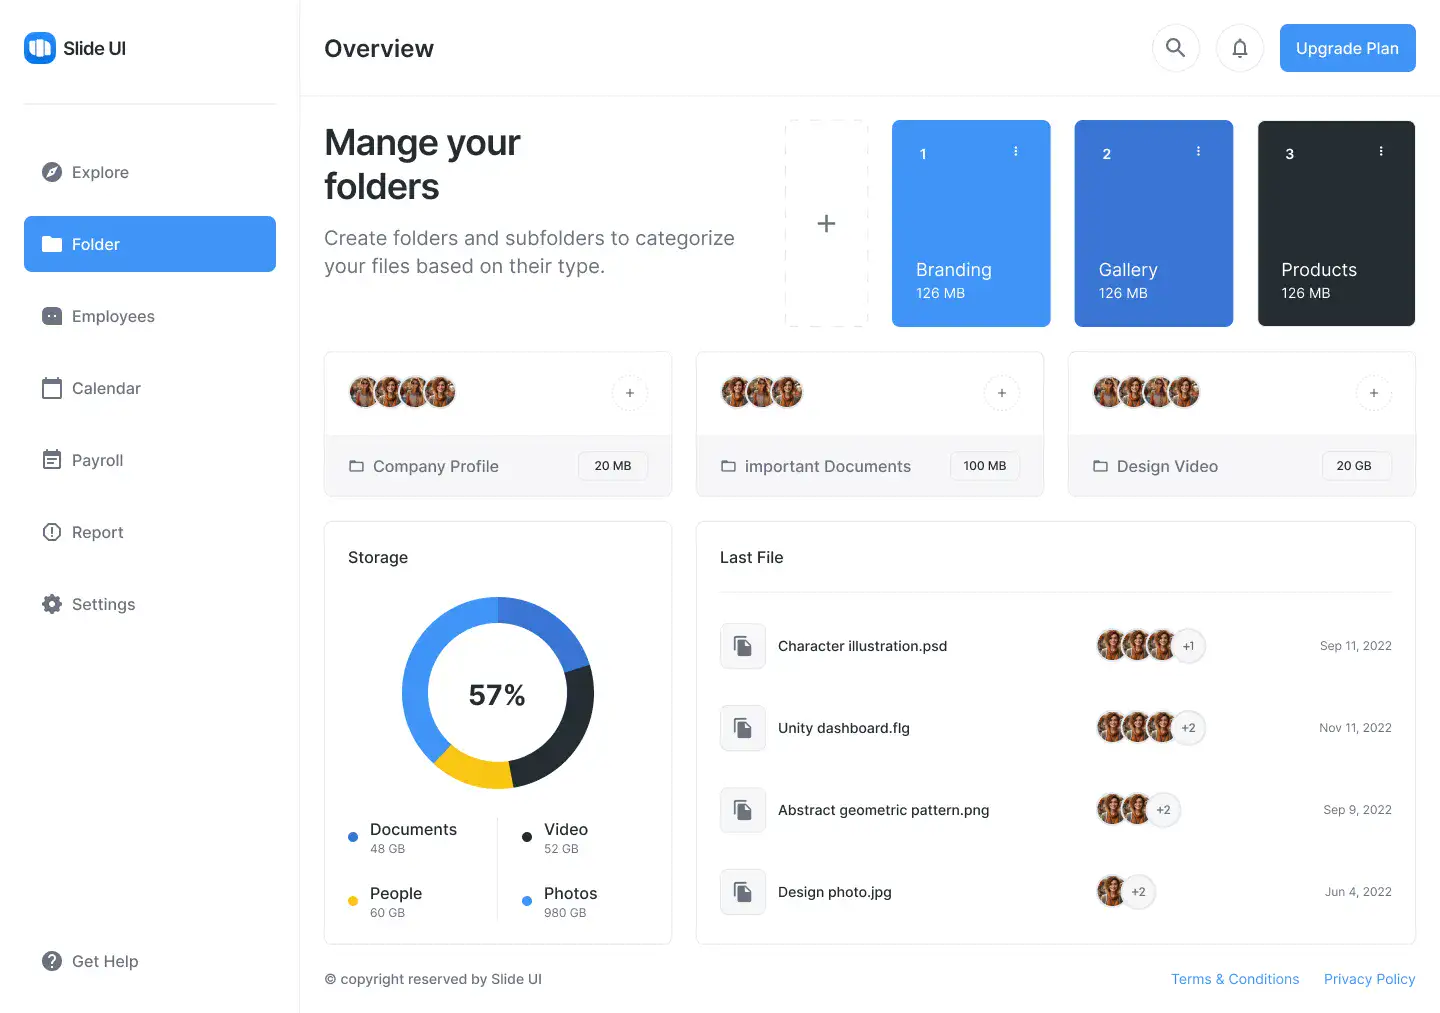 Slide UI
Overview
Upgrade Plan
Explore
Folder
Employees
Calendar
Payroll
Report
Settings
Get Help
Mange your
folders
Create folders and subfolders to categorize
your files based on their type.
+
1
Branding
126 MB
2
Gallery
126 MB
3
Products
126 MB
+
Company Profile
20 MB
+
important Documents
100 MB
+
Design Video
20 GB
Storage
57%
Documents
48 GB
Video
52 GB
People
60 GB
Photos
980 GB
Last File
Character illustration.psd
+1
Sep 11, 2022
Unity dashboard.flg
+2
Nov 11, 2022
Abstract geometric pattern.png
+2
Sep 9, 2022
Design photo.jpg
+2
Jun 4, 2022
© copyright reserved by Slide UI
Terms & Conditions
Privacy Policy